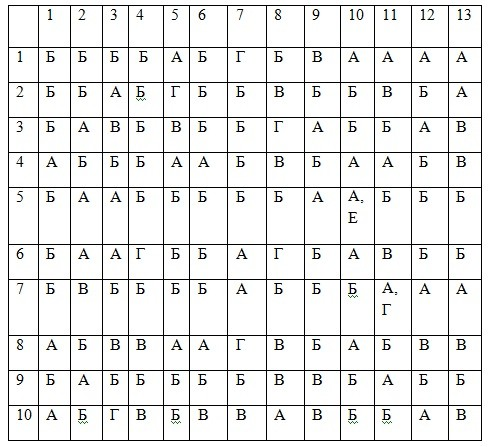 1 2 3 4 5 6 7 8 9 10 11 12 13
1 Б Б Б Б А Б Г Б В А А А А
2 Б Б А Б Г Б Б В Б Б В Б А
3 Б А В Б В Б Б Г А Б Б А В
4 А Б Б Б А А Б В Б А А Б В
5 Б А А Б Б Б Б Б А А, Б Б Б
Е
6 Б А А Г Б Б А Г Б А В Б Б
7 Б В Б Б Б Б А Б Б Б А, А А
Г
8 А Б В В А А Г В Б А Б В В
9 Б А Б Б Б Б Б В В Б А Б Б
10 А Б Г В Б В В А В Б Б А В